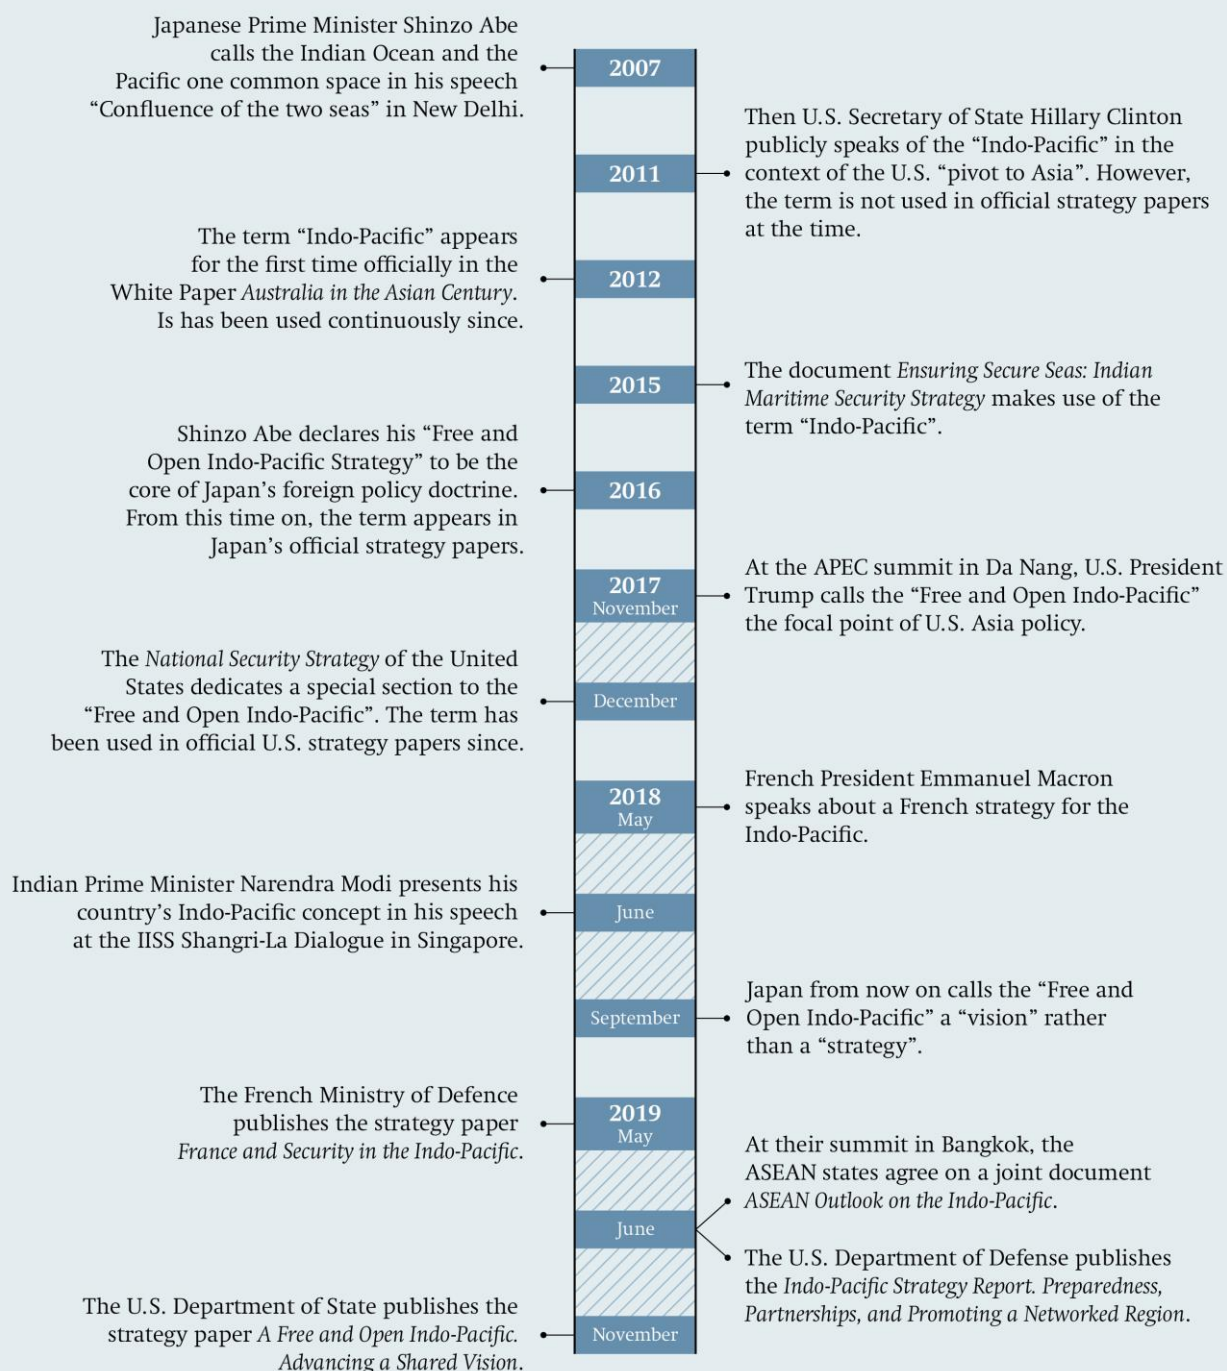 Japanese Prime Minister Shinzo Abe
calls the Indian Ocean and the
Pacific one common space in his speech
“Confluence of the two seas” in New Delhi.
2007
Then U.S. Secretary of State Hillary Clinton
publicly speaks of the “Indo-Pacific” in the
context of the U.S. “pivot to Asia”. However,
the term is not used in official strategy papers
at the time.
2011
The term “Indo-Pacific” appears
for the first time officially in the
White Paper Australia in the Asian Century.
Is has been used continuously since.
2012
2015
The document Ensuring Secure Seas: Indian
Maritime Security Strategy makes use of the
term “Indo-Pacific”.
Shinzo Abe declares his “Free and
Open Indo-Pacific Strategy” to be the
core of Japan’s foreign policy doctrine.
From this time on, the term appears in
Japan’s official strategy papers.
2016
2017
November
At the APEC summit in Da Nang, U.S. President
Trump calls the “Free and Open Indo-Pacific”
the focal point of U.S. Asia policy.
The National Security Strategy of the United
States dedicates a special section to the
“Free and Open Indo-Pacific”. The term has
been used in official U.S. strategy papers since.
December
2018
May
French President Emmanuel Macron
speaks about a French strategy for the
Indo-Pacific.
Indian Prime Minister Narendra Modi presents his
country’s Indo-Pacific concept in his speech
at the IISS Shangri-La Dialogue in Singapore.
June
September
Japan from now on calls the “Free and
Open Indo-Pacific” a “vision” rather
than a “strategy”.
The French Ministry of Defence
publishes the strategy paper
France and Security in the Indo-Pacific.
2019
May
At their summit in Bangkok, the
ASEAN states agree on a joint document
ASEAN Outlook on the Indo-Pacific.
June
The U.S. Department of Defense publishes
the Indo-Pacific Strategy Report. Preparedness,
Partnerships, and Promoting a Networked Region.
The U.S. Department of State publishes the
strategy paper A Free and Open Indo-Pacific.
Advancing a Shared Vision.
November